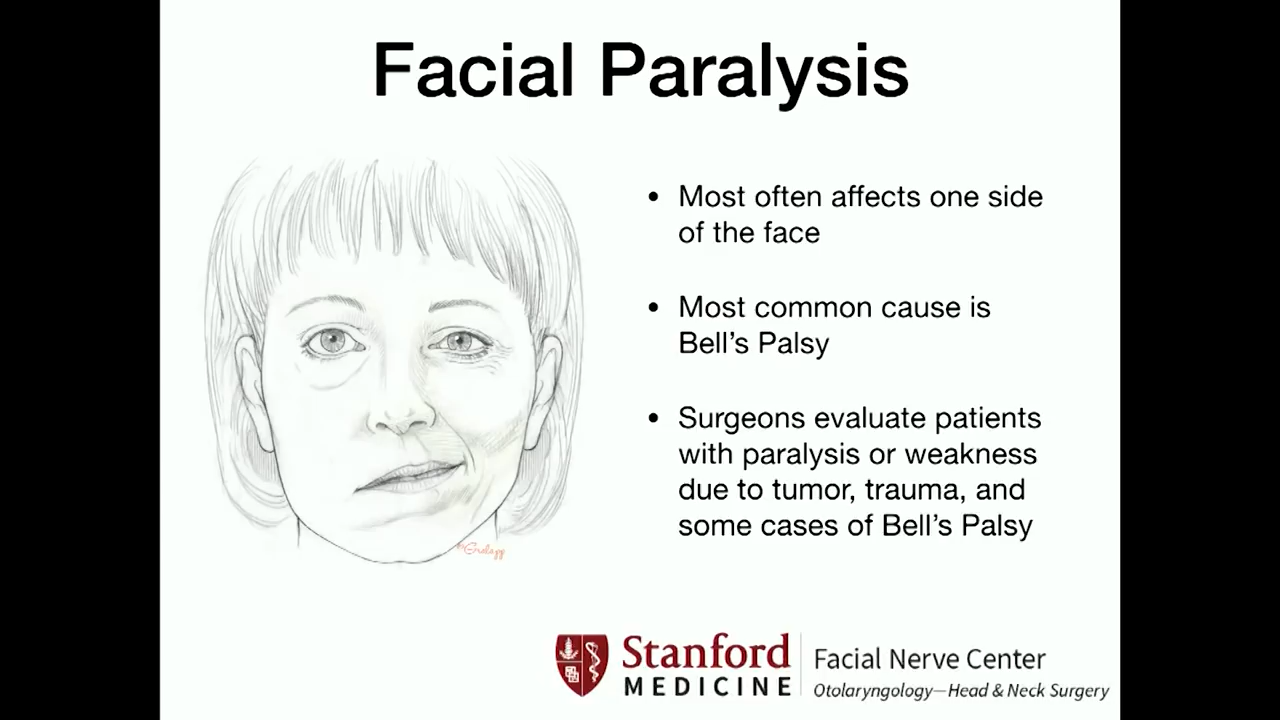 Facial Paralysis
• Most often affects one side
of the face
• Most common cause is
Bell’s Palsy
• Surgeons evaluate patients
with paralysis or weakness
due to tumor, trauma, and
some cases of Bell’s Palsy
Stanford
MEDICINE
Facial Nerve Center
Otolaryngology—Head & Neck Surgery